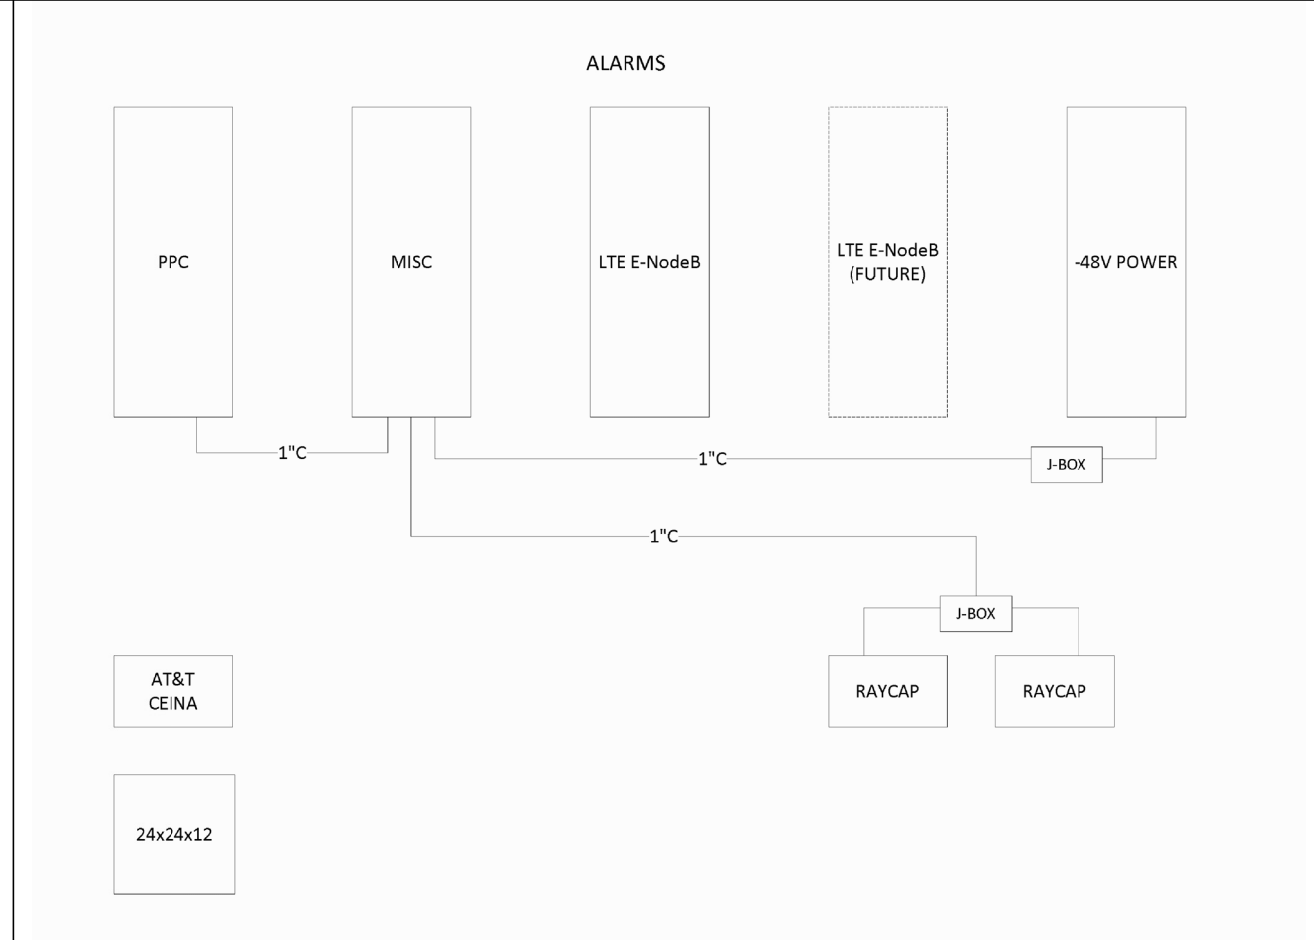 ALARMS
PPC
MISC
LTE E-NodeB
LTE E-NodeB
(FUTURE)
-48V POWER
1"C
1"C
J-BOX
1"C
J-BOX
AT&T
CEINA
RAYCAP
RAYCAP
24x24x12